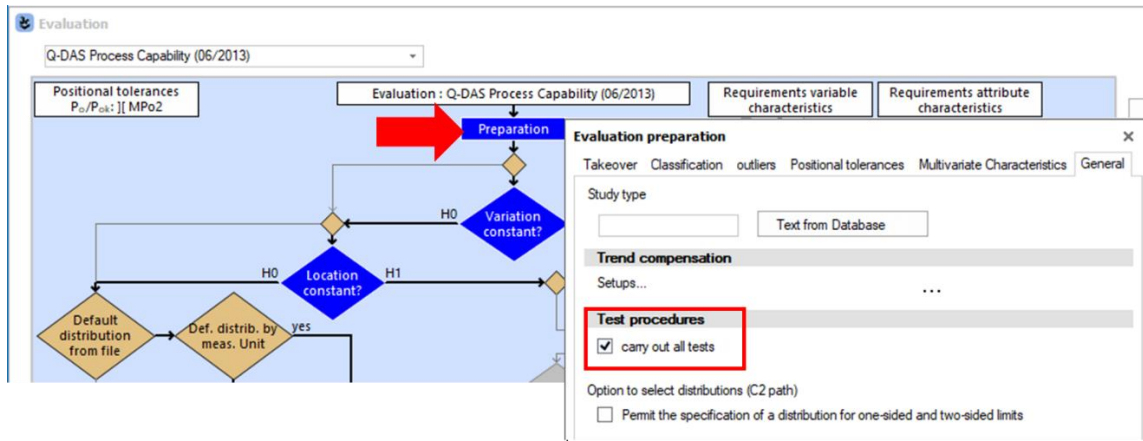 Evaluation
Q-DAS Process Capability (06/2013)
Positional tolerances
Pₒ/Pₒₖ: ][ MPo2
Evaluation : Q-DAS Process Capability (06/2013)
Requirements variable
characteristics
Requirements attribute
characteristics
Preparation
H0
Variation
constant?
H0
Location
constant?
H1
Default
distribution
from file
Def. distrib. by
meas. Unit
yes
Evaluation preparation
Takeover Classification outliers Positional tolerances Multivariate Characteristics General
Study type
Text from Database
Trend compensation
Setups...
...
Test procedures
carry out all tests
Option to select distributions (C2 path)
Permit the specification of a distribution for one-sided and two-sided limits